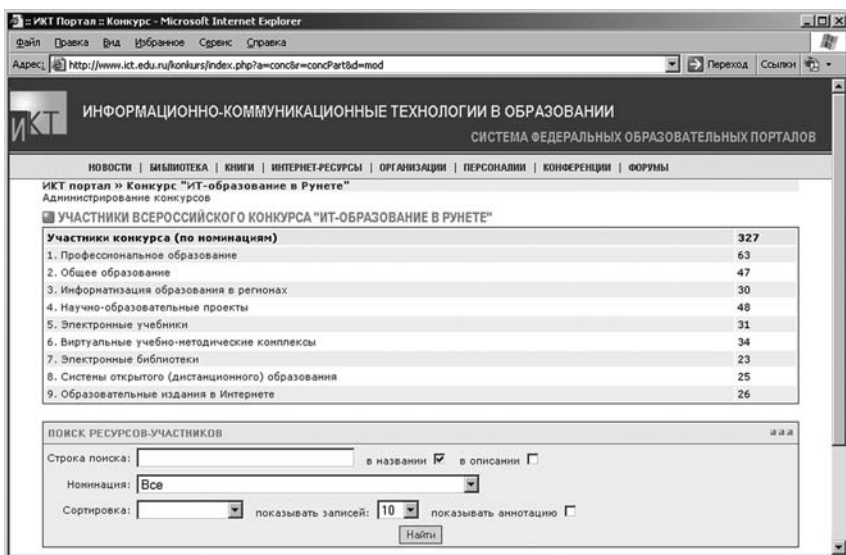 :: ИКТ Портал :: Конкурс - Microsoft Internet Explorer
Файл Правка Вид Избранное Сервис Справка
Адрес: http://www.ict.edu.ru/konkurs/index.php?a=conc&r=concPart&d=mod Переход Ссылки
ИКТ ИНФОРМАЦИОННО-КОММУНИКАЦИОННЫЕ ТЕХНОЛОГИИ В ОБРАЗОВАНИИ
СИСТЕМА ФЕДЕРАЛЬНЫХ ОБРАЗОВАТЕЛЬНЫХ ПОРТАЛОВ
НОВОСТИ | БИБЛИОТЕКА | КНИГИ | ИНТЕРНЕТ-РЕСУРСЫ | ОРГАНИЗАЦИИ | ПЕРСОНАЛИИ | КОНФЕРЕНЦИИ | ФОРУМЫ
ИКТ портал » Конкурс "ИТ-образование в Рунете"
Администрирование конкурсов
УЧАСТНИКИ ВСЕРОССИЙСКОГО КОНКУРСА "ИТ-ОБРАЗОВАНИЕ В РУНЕТЕ"
Участники конкурса (по номинациям) 327
1. Профессиональное образование 63
2. Общее образование 47
3. Информатизация образования в регионах 30
4. Научно-образовательные проекты 48
5. Электронные учебники 31
6. Виртуальные учебно-методические комплексы 34
7. Электронные библиотеки 23
8. Системы открытого (дистанционного) образования 25
9. Образовательные издания в Интернете 26
ПОИСК РЕСУРСОВ-УЧАСТНИКОВ
Строка поиска: в названии в описании
Номинация: Все
Сортировка: показывать записей: 10 показывать аннотацию
Найти